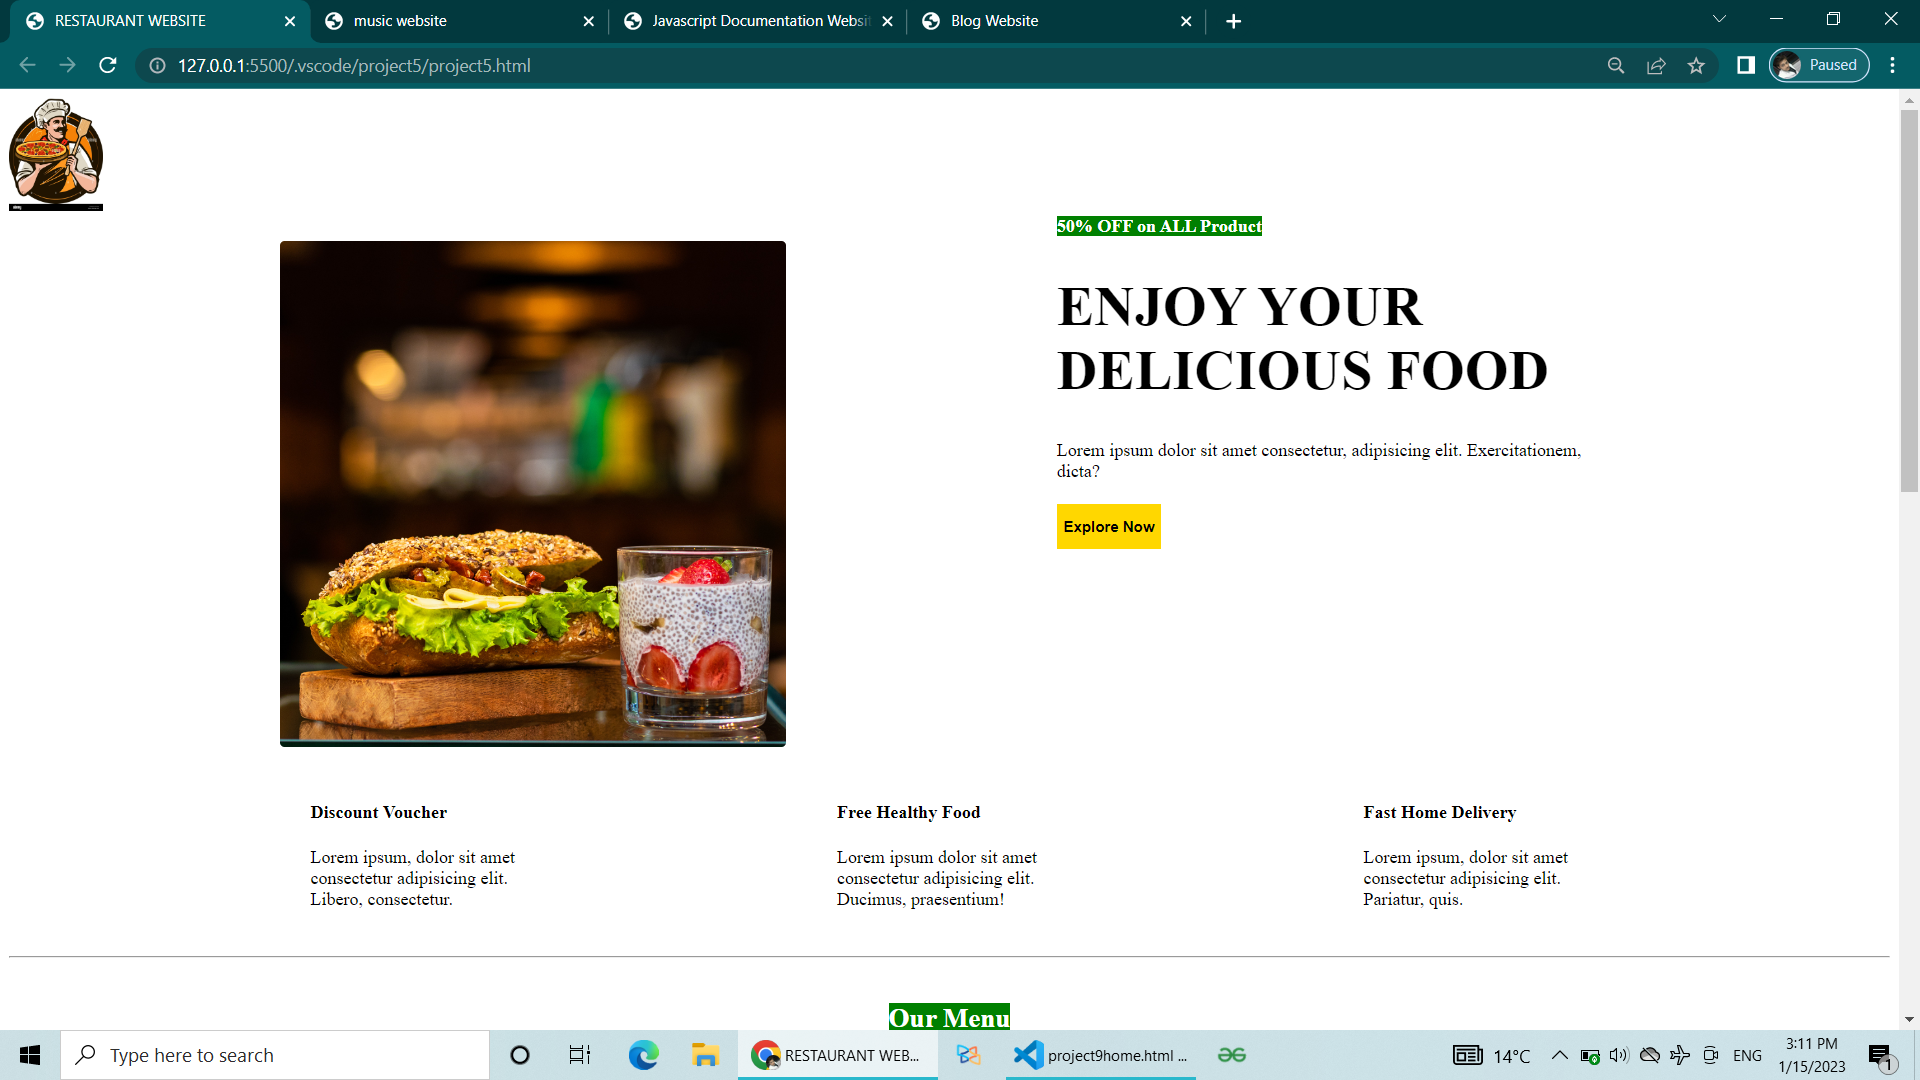 RESTAURANT WEBSITE
music website
Javascript Documentation Websi
Blog Website
127.0.0.1:5500/.vscode/project5/project5.html
Paused
50% OFF on ALL Product
ENJOY YOUR
DELICIOUS FOOD
Lorem ipsum dolor sit amet consectetur, adipisicing elit. Exercitationem,
dicta?
Explore Now
Discount Voucher
Lorem ipsum, dolor sit amet
consectetur adipisicing elit.
Libero, consectetur.
Free Healthy Food
Lorem ipsum dolor sit amet
consectetur adipisicing elit.
Ducimus, praesentium!
Fast Home Delivery
Lorem ipsum, dolor sit amet
consectetur adipisicing elit.
Pariatur, quis.
Our Menu
Type here to search
RESTAURANT WEB...
project9home.html ...
14°C
ENG
3:11 PM
1/15/2023
1